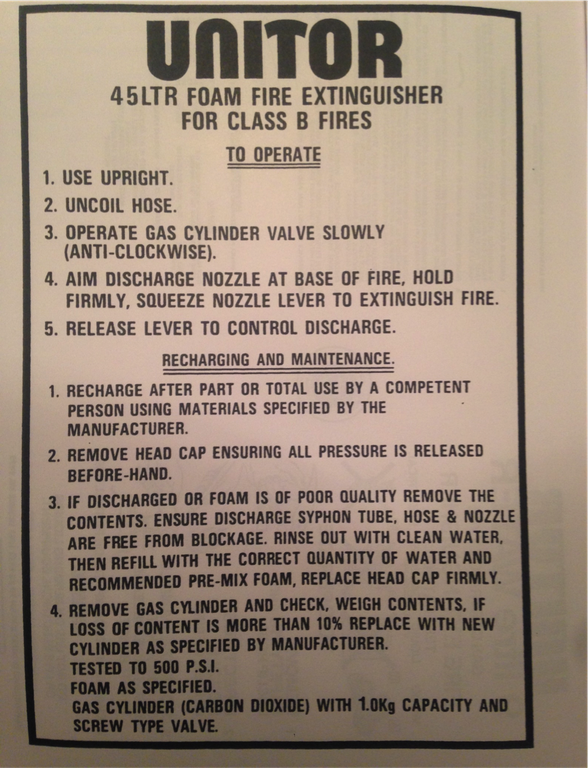 UNITOR
45LTR FOAM FIRE EXTINGUISHER
FOR CLASS B FIRES
TO OPERATE
1. USE UPRIGHT.
2. UNCOIL HOSE.
3. OPERATE GAS CYLINDER VALVE SLOWLY
(ANTI-CLOCKWISE).
4. AIM DISCHARGE NOZZLE AT BASE OF FIRE, HOLD
FIRMLY, SQUEEZE NOZZLE LEVER TO EXTINGUISH FIRE.
5. RELEASE LEVER TO CONTROL DISCHARGE.
RECHARGING AND MAINTENANCE.
1. RECHARGE AFTER PART OR TOTAL USE BY A COMPETENT
PERSON USING MATERIALS SPECIFIED BY THE
MANUFACTURER.
2. REMOVE HEAD CAP ENSURING ALL PRESSURE IS RELEASED
BEFORE-HAND.
3. IF DISCHARGED OR FOAM IS OF POOR QUALITY REMOVE THE
CONTENTS. ENSURE DISCHARGE SYPHON TUBE, HOSE & NOZZLE
ARE FREE FROM BLOCKAGE. RINSE OUT WITH CLEAN WATER,
THEN REFILL WITH THE CORRECT QUANTITY OF WATER AND
RECOMMENDED PRE-MIX FOAM, REPLACE HEAD CAP FIRMLY.
4. REMOVE GAS CYLINDER AND CHECK, WEIGH CONTENTS, IF
LOSS OF CONTENT IS MORE THAN 10% REPLACE WITH NEW
CYLINDER AS SPECIFIED BY MANUFACTURER.
TESTED TO 500 P.S.I.
FOAM AS SPECIFIED.
GAS CYLINDER (CARBON DIOXIDE) WITH 1.0Kg CAPACITY AND
SCREW TYPE VALVE.